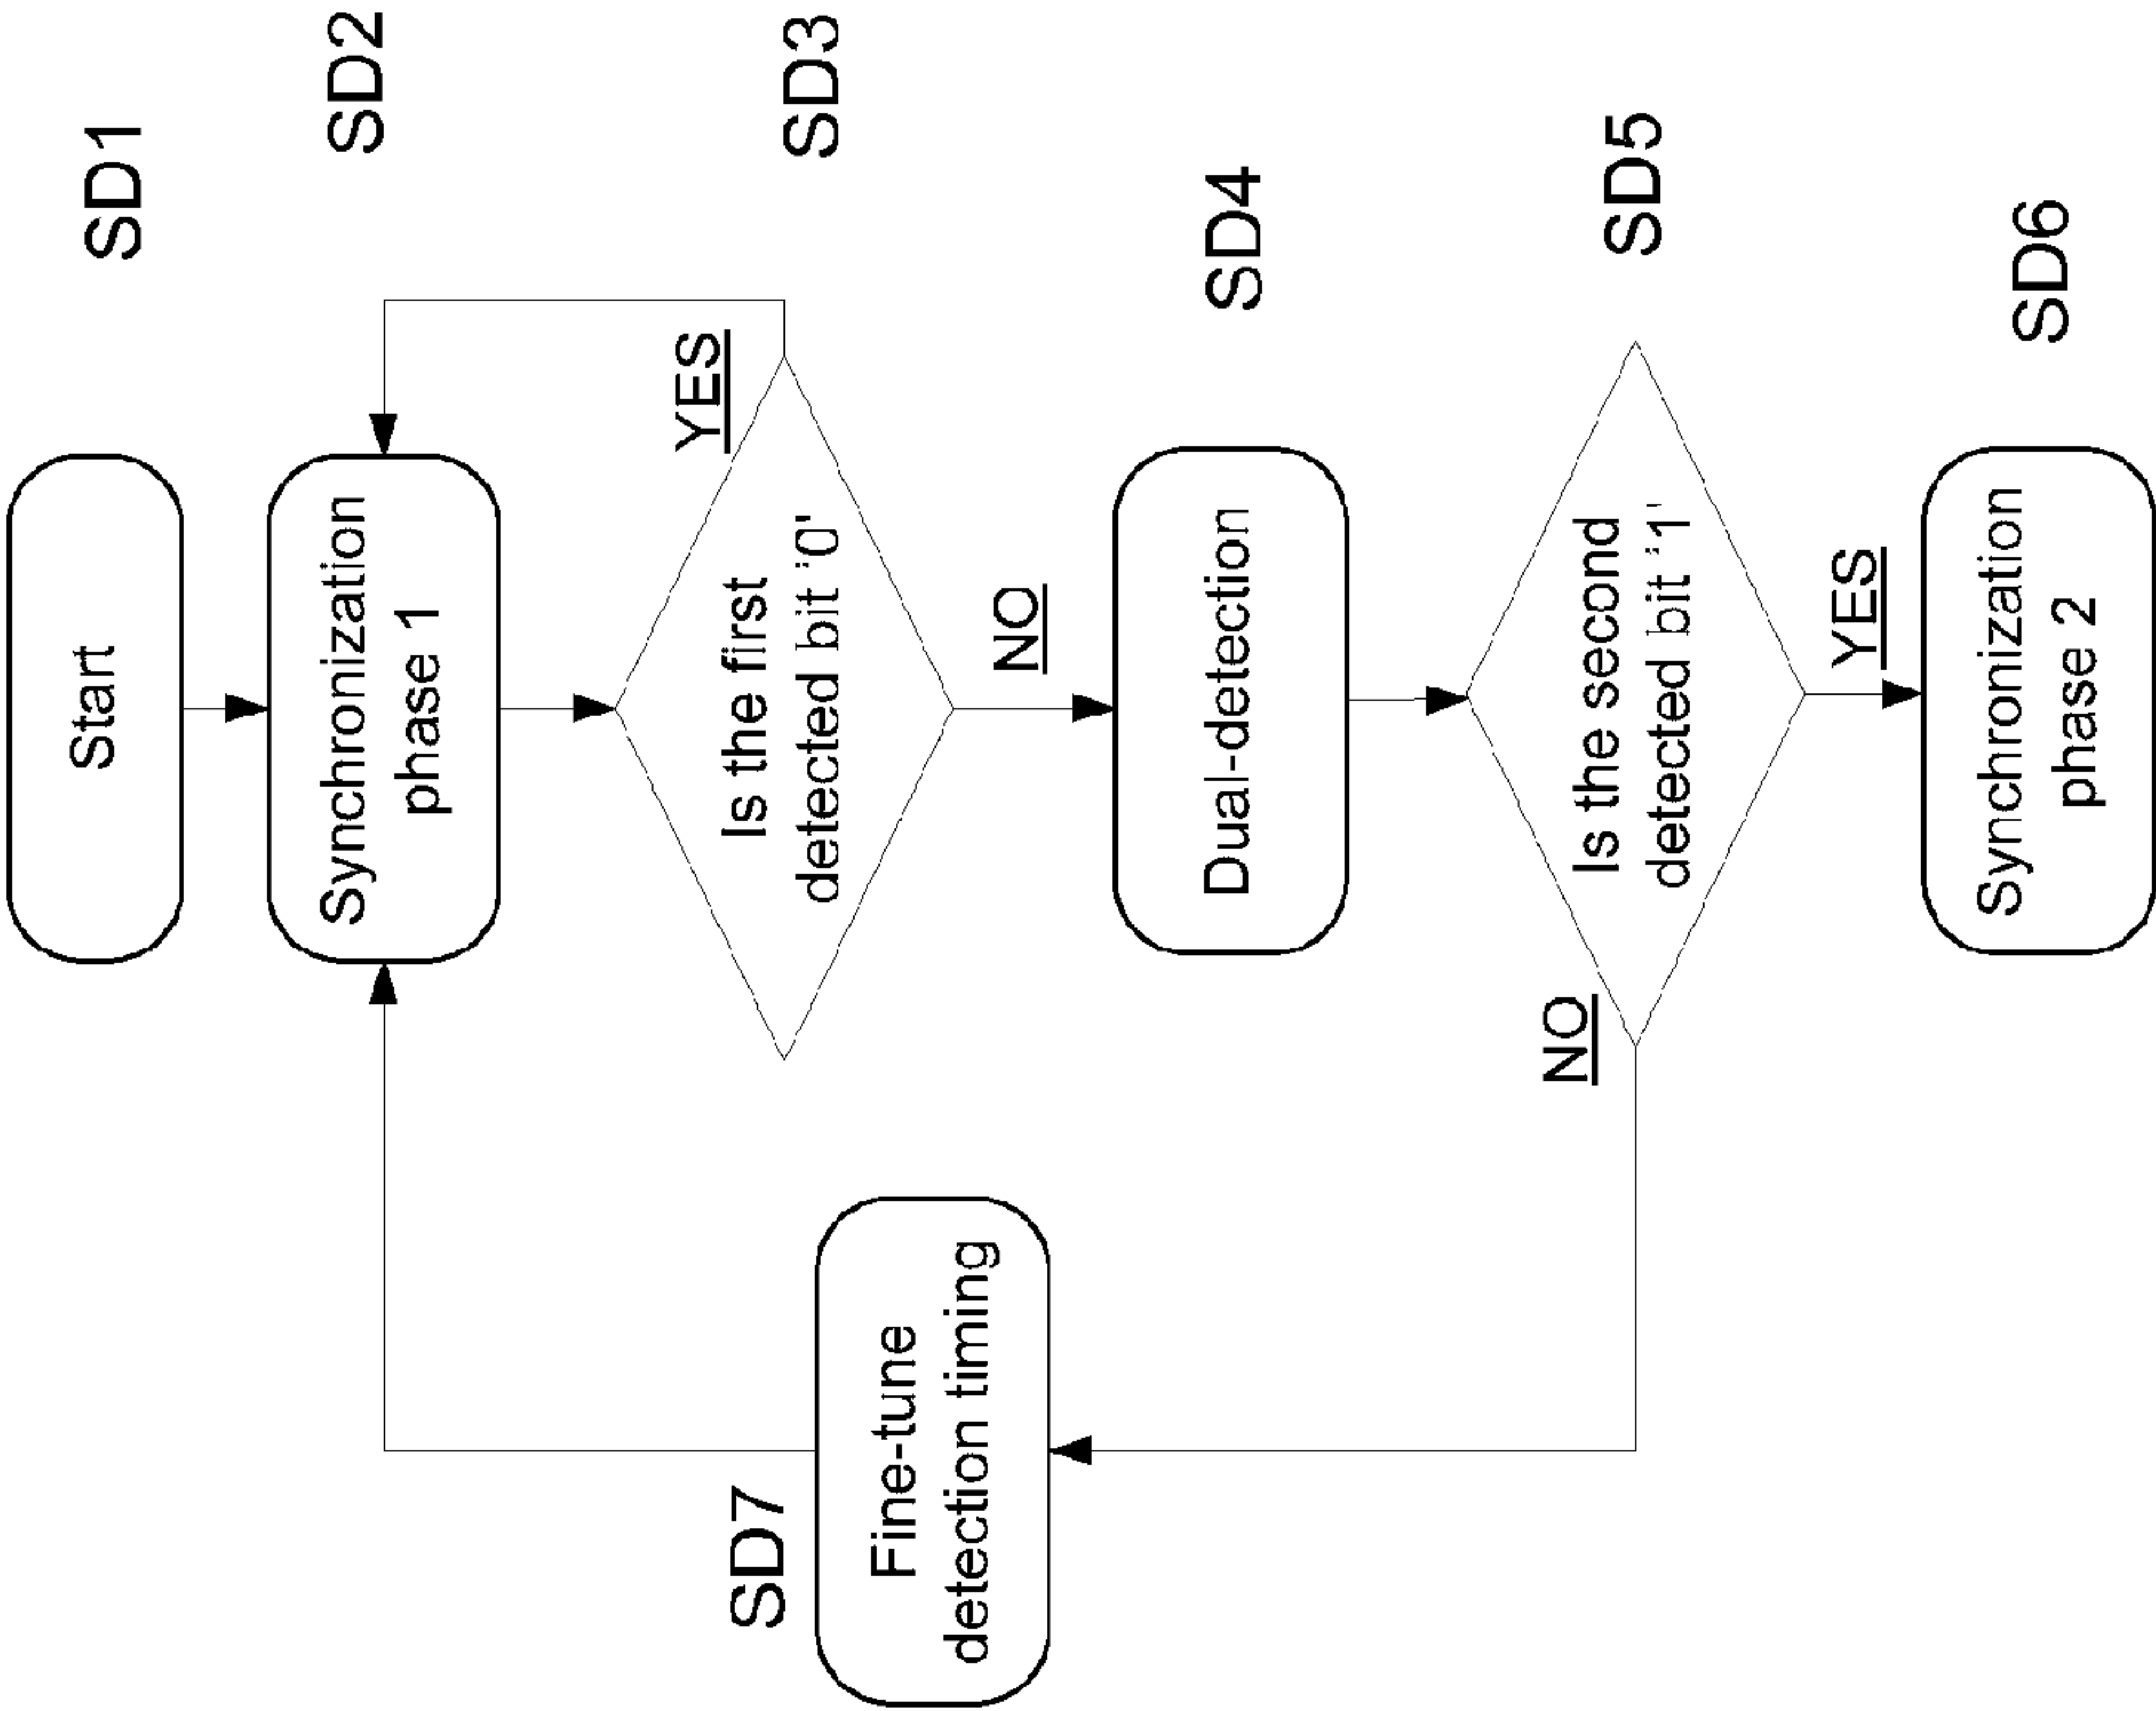 Start
SD1
Synchronization
phase 1
SD2
Is the first
detected bit '0'
YES
SD3
NO
Dual-detection
SD4
Is the second
detected bit '1'
SD5
NO
YES
Synchronization
phase 2
SD6
SD7
Fine-tune
detection timing